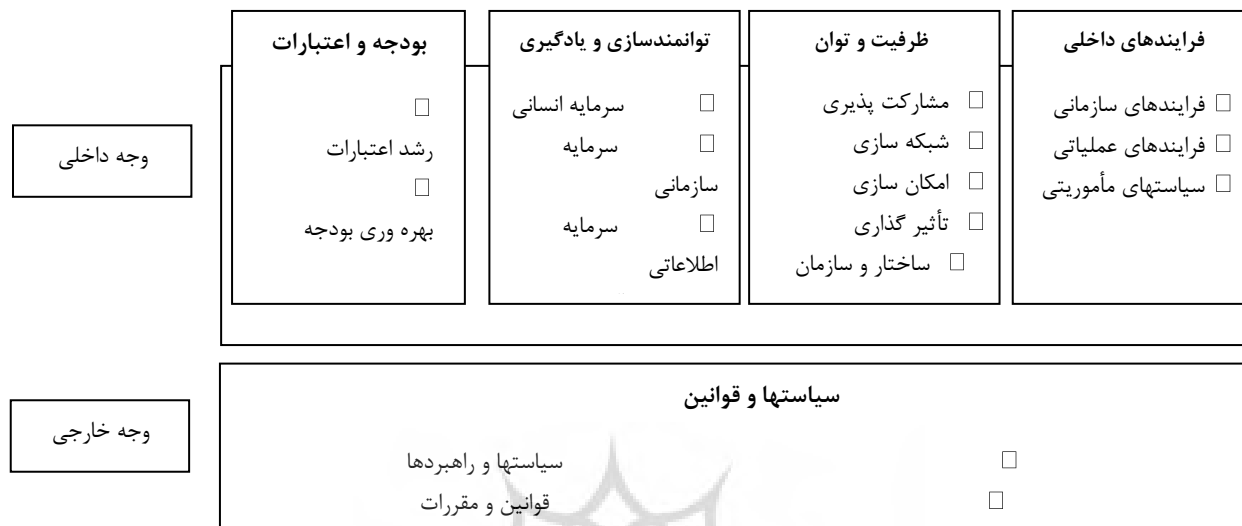 فرایندهای داخلی
□ فرایندهای سازمانی
□ فرایندهای عملیاتی
□ سیاستهای مأموریتی
ظرفیت و توان
□ مشارکت پذیری
□ شبکه سازی
□ امکان سازی
□ تأثیر گذاری
□ ساختار و سازمان
توانمندسازی و یادگیری
□ سرمایه انسانی
□ سرمایه
سازمانی
□ سرمایه
اطلاعاتی
بودجه و اعتبارات
□
رشد اعتبارات
□
بهره وری بودجه
وجه داخلی
سیاستها و قوانین
□ سیاستها و راهبردها
□ قوانین و مقررات
وجه خارجی